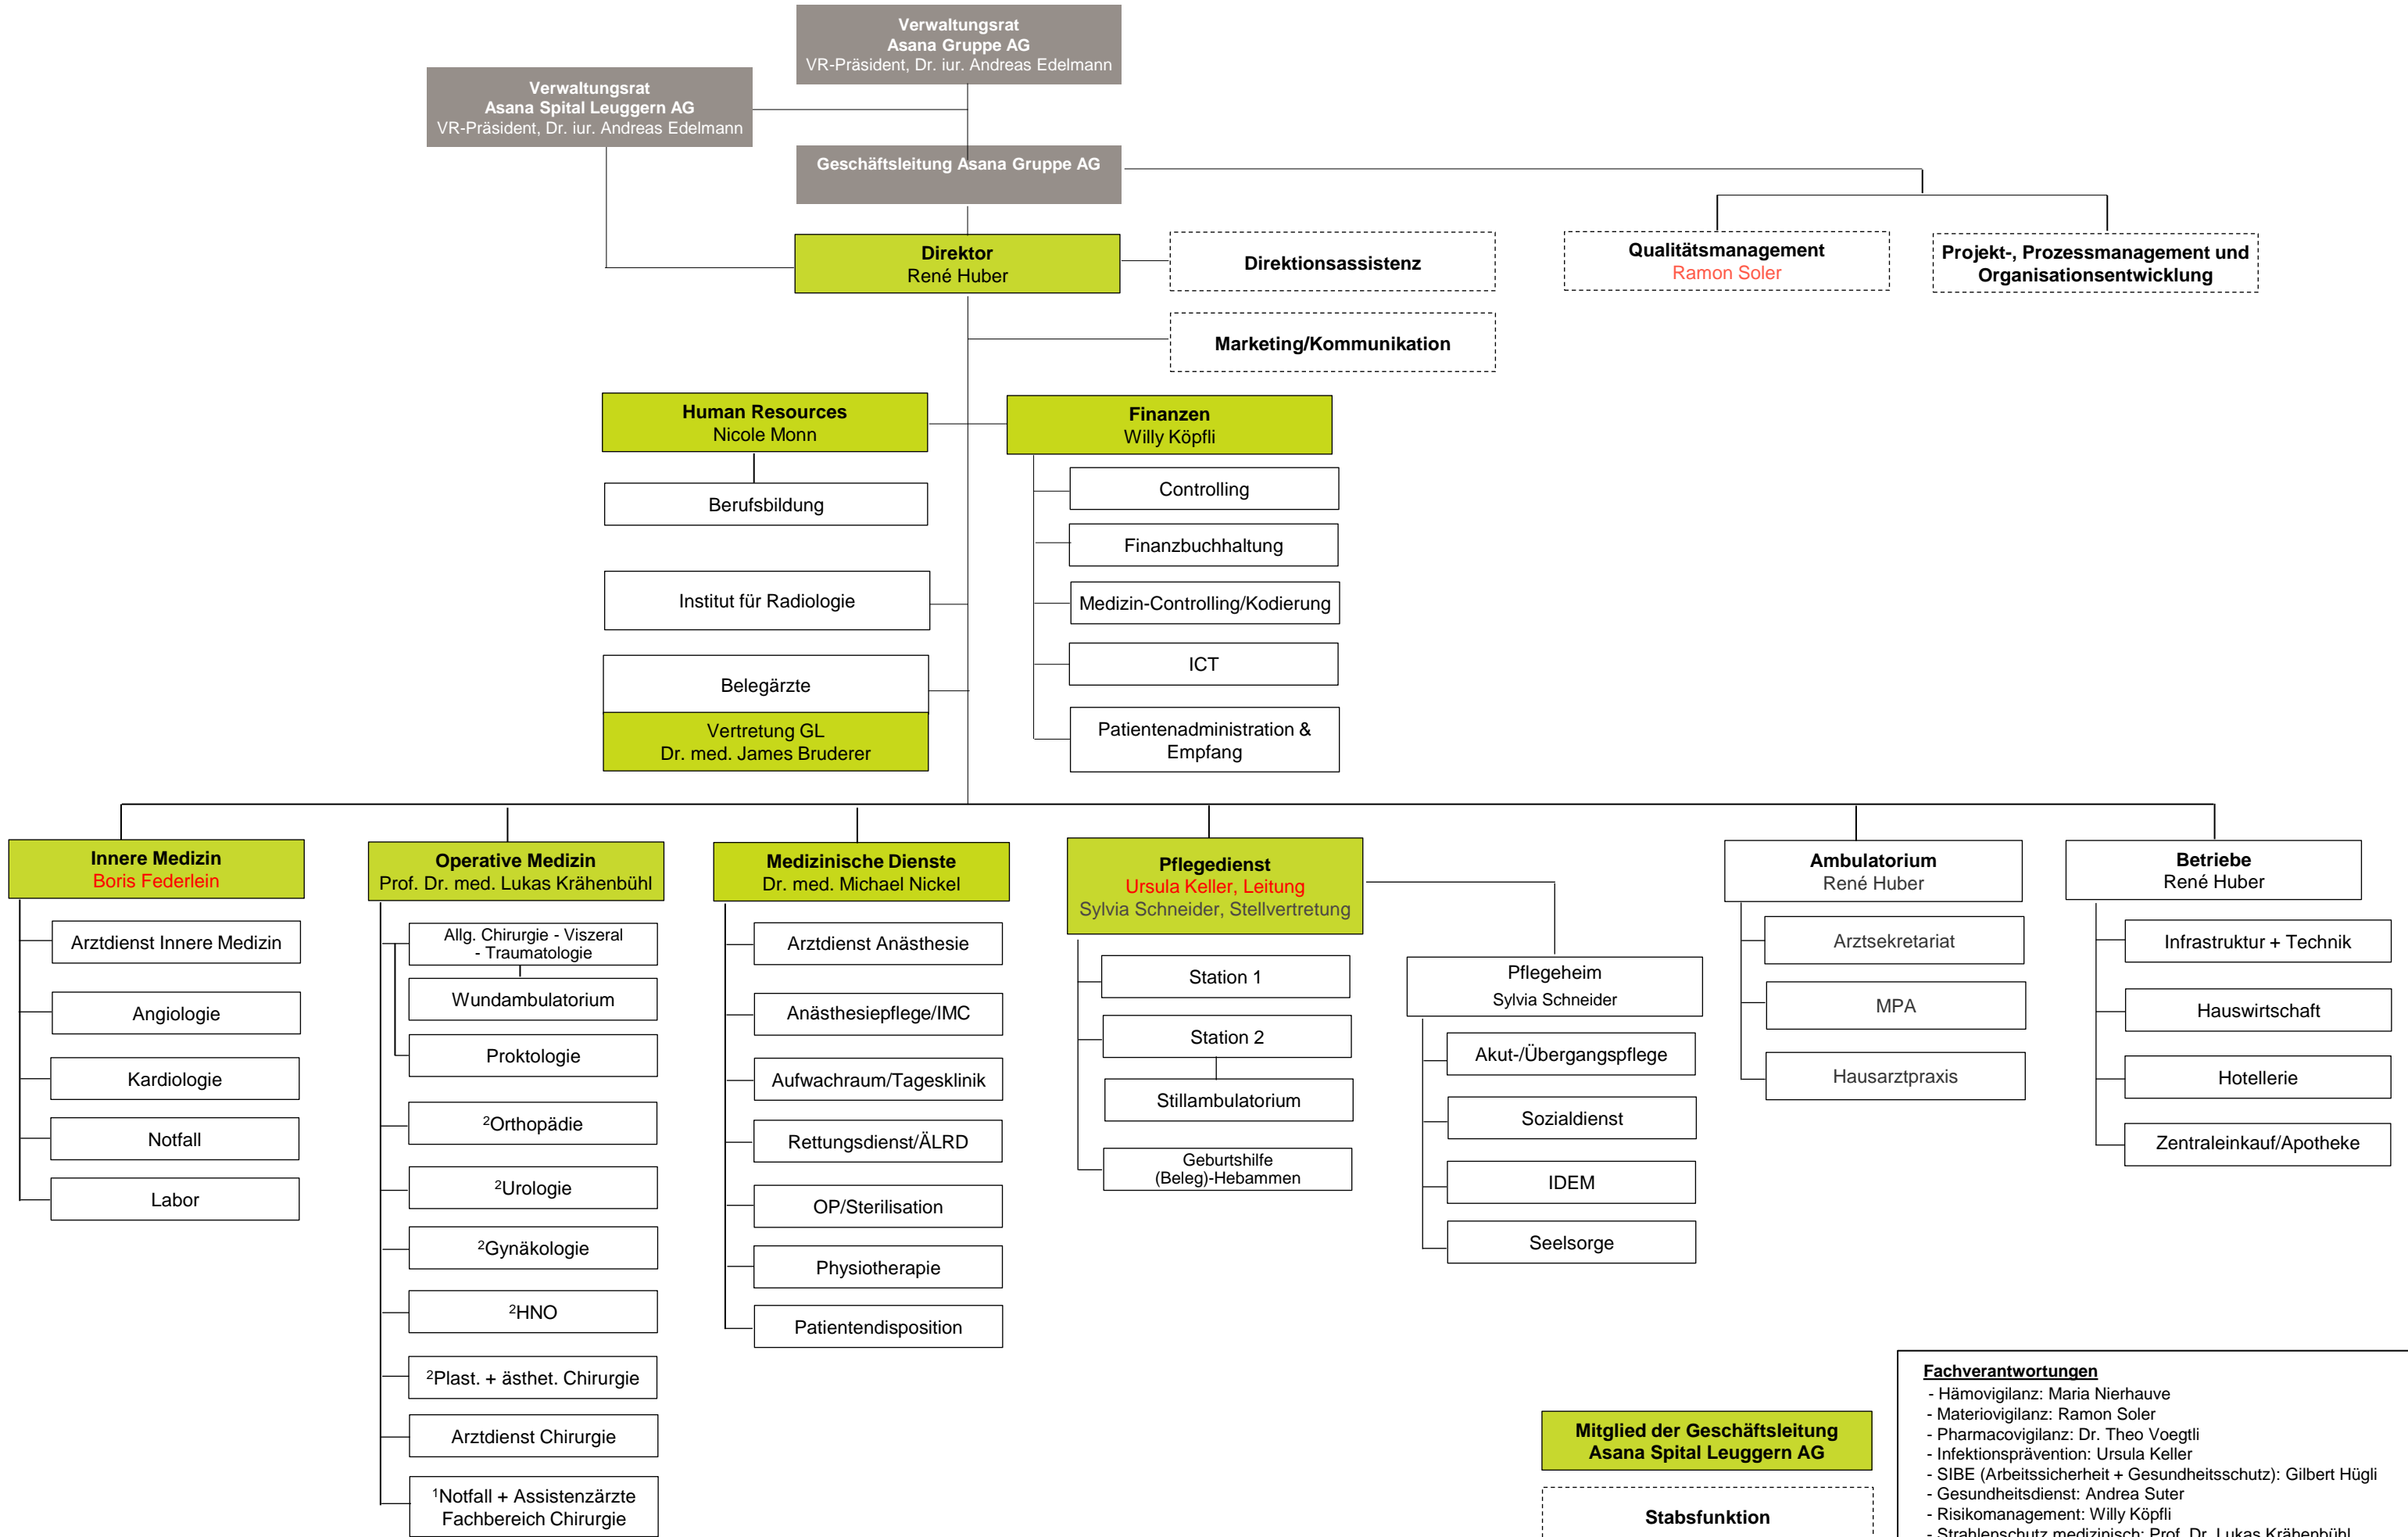 Verwaltungsrat
Asana Gruppe AG
VR-Präsident, Dr. iur. Andreas Edelmann
Verwaltungsrat
Asana Spital Leuggern AG
VR-Präsident, Dr. iur. Andreas Edelmann
Geschäftsleitung Asana Gruppe AG
Direktor
René Huber
Direktionsassistenz
Qualitätsmanagement
Ramon Soler
Projekt-, Prozessmanagement und
Organisationsentwicklung
Marketing/Kommunikation
Human Resources
Nicole Monn
Berufsbildung
Institut für Radiologie
Belegärzte
Vertretung GL
Dr. med. James Bruderer
Finanzen
Willy Köpfli
Controlling
Finanzbuchhaltung
Medizin-Controlling/Kodierung
ICT
Patientenadministration &
Empfang
Innere Medizin
Boris Federlein
Arztdienst Innere Medizin
Angiologie
Kardiologie
Notfall
Labor
Operative Medizin
Prof. Dr. med. Lukas Krähenbühl
Allg. Chirurgie - Viszeral
- Traumatologie
Wundambulatorium
Proktologie
²Orthopädie
²Urologie
²Gynäkologie
²HNO
²Plast. + ästhet. Chirurgie
Arztdienst Chirurgie
¹Notfall + Assistenzärzte
Fachbereich Chirurgie
Medizinische Dienste
Dr. med. Michael Nickel
Arztdienst Anästhesie
Anästhesiepflege/IMC
Aufwachraum/Tagesklinik
Rettungsdienst/ÄLRD
OP/Sterilisation
Physiotherapie
Patientendisposition
Pflegedienst
Ursula Keller, Leitung
Sylvia Schneider, Stellvertretung
Station 1
Station 2
Stillambulatorium
Geburtshilfe
(Beleg)-Hebammen
Pflegeheim
Sylvia Schneider
Akut-/Übergangspflege
Sozialdienst
IDEM
Seelsorge
Ambulatorium
René Huber
Arztsekretariat
MPA
Hausarztpraxis
Betriebe
René Huber
Infrastruktur + Technik
Hauswirtschaft
Hotellerie
Zentraleinkauf/Apotheke
Mitglied der Geschäftsleitung
Asana Spital Leuggern AG
Stabsfunktion
Fachverantwortungen
- Hämovigilanz: Maria Nierhauve
- Materiovigilanz: Ramon Soler
- Pharmacovigilanz: Dr. Theo Voegtli
- Infektionsprävention: Ursula Keller
- SIBE (Arbeitssicherheit + Gesundheitsschutz): Gilbert Hügli
- Gesundheitsdienst: Andrea Suter
- Risikomanagement: Willy Köpfli
- Strahlenschutz medizinisch: Prof. Dr. Lukas Krähenbühl